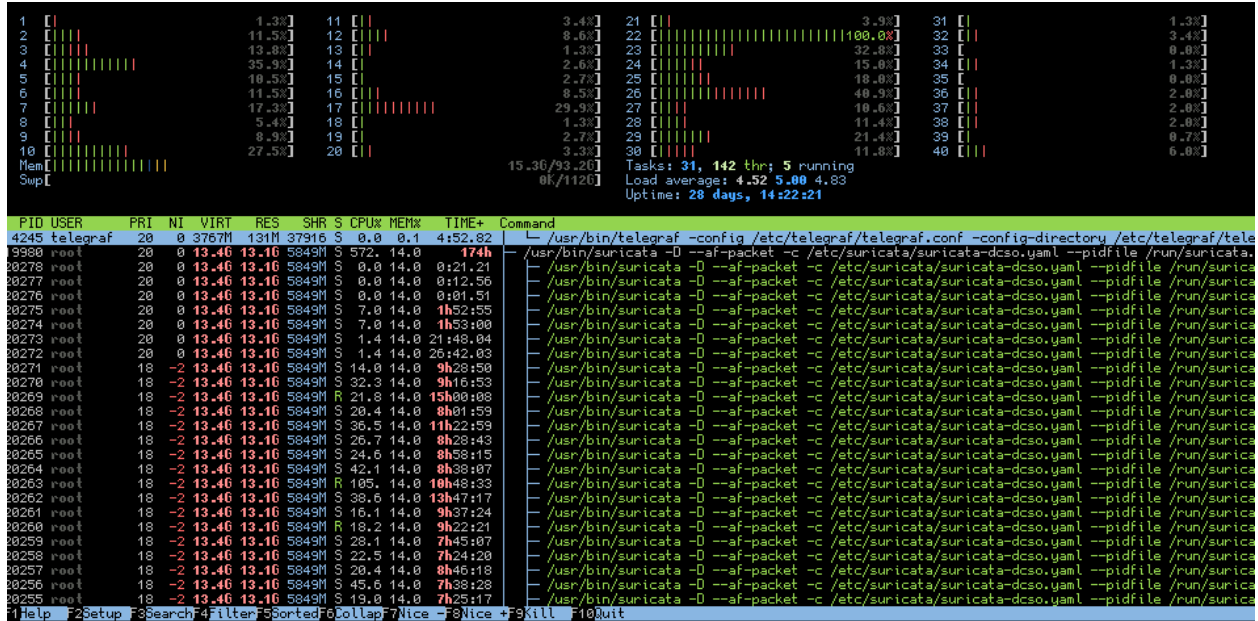 1 [| 1.3%] 11 [|| 3.4%] 21 [|| 3.9%] 31 [| 1.3%]
2 [|||| 11.5%] 12 [|||| 8.6%] 22 [||||||||||||||||||||||||100.0%] 32 [|| 3.4%]
3 [||||| 13.8%] 13 [|| 1.3%] 23 [||||||||||| 32.8%] 33 [ 0.0%]
4 [||||||||||| 35.9%] 14 [| 2.6%] 24 [||||||| 15.0%] 34 [|| 1.3%]
5 [|||| 10.5%] 15 [| 2.7%] 25 [|||||||| 18.0%] 35 [ 0.0%]
6 [|||| 11.5%] 16 [||| 8.5%] 26 [|||||||||||||||| 40.9%] 36 [|| 2.0%]
7 [|||||| 17.3%] 17 [||||||||||| 29.9%] 27 [|||| 10.6%] 37 [|| 2.0%]
8 [||| 5.4%] 18 [| 1.3%] 28 [|||| 11.4%] 38 [|| 2.0%]
9 [|||| 8.9%] 19 [| 2.7%] 29 [|||||||| 21.4%] 39 [| 0.7%]
10 [|||||||||| 27.5%] 20 [|| 3.3%] 30 [||||| 11.8%] 40 [||| 6.0%]
Mem[|||||||||||||||| 15.3G/93.2G] Tasks: 31, 142 thr; 5 running
Swp[ 0K/112G] Load average: 4.52 5.00 4.83
Uptime: 28 days, 14:22:21
PID USER PRI NI VIRT RES SHR S CPU% MEM% TIME+ Command
4245 telegraf 20 0 3767M 131M 37916 S 0.0 0.1 4:52.82 │ └─ /usr/bin/telegraf -config /etc/telegraf/telegraf.conf -config-directory /etc/telegraf/tele
19980 root 20 0 13.4G 13.1G 5849M S 572. 14.0 174h ├─ /usr/bin/suricata -D --af-packet -c /etc/suricata/suricata-dcso.yaml --pidfile /run/suricata.
20278 root 20 0 13.4G 13.1G 5849M S 0.0 14.0 0:21.21 │ ├─ /usr/bin/suricata -D --af-packet -c /etc/suricata/suricata-dcso.yaml --pidfile /run/surica
20277 root 20 0 13.4G 13.1G 5849M S 0.0 14.0 0:12.56 │ ├─ /usr/bin/suricata -D --af-packet -c /etc/suricata/suricata-dcso.yaml --pidfile /run/surica
20276 root 20 0 13.4G 13.1G 5849M S 0.0 14.0 0:01.51 │ ├─ /usr/bin/suricata -D --af-packet -c /etc/suricata/suricata-dcso.yaml --pidfile /run/surica
20275 root 20 0 13.4G 13.1G 5849M S 7.0 14.0 1h52:55 │ ├─ /usr/bin/suricata -D --af-packet -c /etc/suricata/suricata-dcso.yaml --pidfile /run/surica
20274 root 20 0 13.4G 13.1G 5849M S 7.0 14.0 1h53:00 │ ├─ /usr/bin/suricata -D --af-packet -c /etc/suricata/suricata-dcso.yaml --pidfile /run/surica
20273 root 20 0 13.4G 13.1G 5849M S 1.4 14.0 21:48.04 │ ├─ /usr/bin/suricata -D --af-packet -c /etc/suricata/suricata-dcso.yaml --pidfile /run/surica
20272 root 20 0 13.4G 13.1G 5849M S 1.4 14.0 26:42.03 │ ├─ /usr/bin/suricata -D --af-packet -c /etc/suricata/suricata-dcso.yaml --pidfile /run/surica
20271 root 18 -2 13.4G 13.1G 5849M S 14.0 14.0 9h28:50 │ ├─ /usr/bin/suricata -D --af-packet -c /etc/suricata/suricata-dcso.yaml --pidfile /run/surica
20270 root 18 -2 13.4G 13.1G 5849M S 32.3 14.0 9h16:53 │ ├─ /usr/bin/suricata -D --af-packet -c /etc/suricata/suricata-dcso.yaml --pidfile /run/surica
20269 root 18 -2 13.4G 13.1G 5849M R 21.8 14.0 15h00:08 │ ├─ /usr/bin/suricata -D --af-packet -c /etc/suricata/suricata-dcso.yaml --pidfile /run/surica
20268 root 18 -2 13.4G 13.1G 5849M S 20.4 14.0 8h01:59 │ ├─ /usr/bin/suricata -D --af-packet -c /etc/suricata/suricata-dcso.yaml --pidfile /run/surica
20267 root 18 -2 13.4G 13.1G 5849M S 36.5 14.0 11h22:59 │ ├─ /usr/bin/suricata -D --af-packet -c /etc/suricata/suricata-dcso.yaml --pidfile /run/surica
20266 root 18 -2 13.4G 13.1G 5849M S 26.7 14.0 8h28:43 │ ├─ /usr/bin/suricata -D --af-packet -c /etc/suricata/suricata-dcso.yaml --pidfile /run/surica
20265 root 18 -2 13.4G 13.1G 5849M S 24.6 14.0 8h58:15 │ ├─ /usr/bin/suricata -D --af-packet -c /etc/suricata/suricata-dcso.yaml --pidfile /run/surica
20264 root 18 -2 13.4G 13.1G 5849M S 42.1 14.0 8h38:07 │ ├─ /usr/bin/suricata -D --af-packet -c /etc/suricata/suricata-dcso.yaml --pidfile /run/surica
20263 root 18 -2 13.4G 13.1G 5849M R 105. 14.0 10h48:33 │ ├─ /usr/bin/suricata -D --af-packet -c /etc/suricata/suricata-dcso.yaml --pidfile /run/surica
20262 root 18 -2 13.4G 13.1G 5849M S 38.6 14.0 13h47:17 │ ├─ /usr/bin/suricata -D --af-packet -c /etc/suricata/suricata-dcso.yaml --pidfile /run/surica
20261 root 18 -2 13.4G 13.1G 5849M S 16.1 14.0 9h37:24 │ ├─ /usr/bin/suricata -D --af-packet -c /etc/suricata/suricata-dcso.yaml --pidfile /run/surica
20260 root 18 -2 13.4G 13.1G 5849M R 18.2 14.0 9h22:21 │ ├─ /usr/bin/suricata -D --af-packet -c /etc/suricata/suricata-dcso.yaml --pidfile /run/surica
20259 root 18 -2 13.4G 13.1G 5849M S 28.1 14.0 7h45:07 │ ├─ /usr/bin/suricata -D --af-packet -c /etc/suricata/suricata-dcso.yaml --pidfile /run/surica
20258 root 18 -2 13.4G 13.1G 5849M S 22.5 14.0 7h24:20 │ ├─ /usr/bin/suricata -D --af-packet -c /etc/suricata/suricata-dcso.yaml --pidfile /run/surica
20257 root 18 -2 13.4G 13.1G 5849M S 20.4 14.0 8h46:18 │ ├─ /usr/bin/suricata -D --af-packet -c /etc/suricata/suricata-dcso.yaml --pidfile /run/surica
20256 root 18 -2 13.4G 13.1G 5849M S 45.6 14.0 7h38:28 │ ├─ /usr/bin/suricata -D --af-packet -c /etc/suricata/suricata-dcso.yaml --pidfile /run/surica
20255 root 18 -2 13.4G 13.1G 5849M S 19.0 14.0 7h25:17 │ ├─ /usr/bin/suricata -D --af-packet -c /etc/suricata/suricata-dcso.yaml --pidfile /run/surica
F1Help F2Setup F3SearchF4FilterF5SortedF6CollapF7Nice -F8Nice +F9Kill F10Quit